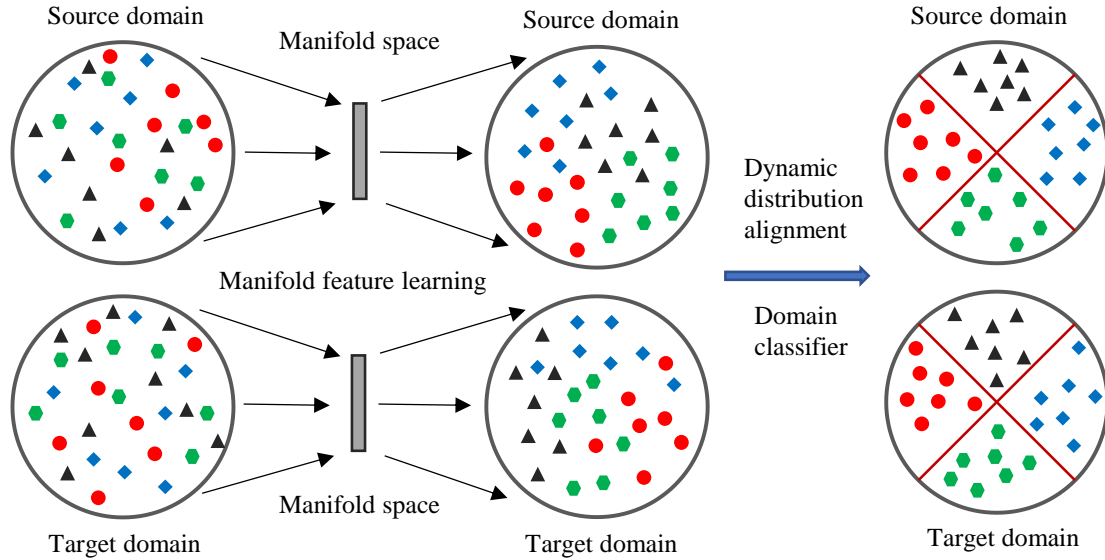 Source domain
Manifold space
Source domain
Dynamic
distribution
alignment
Manifold feature learning
Domain
classifier
Manifold space
Target domain
Target domain
Target domain
Source domain